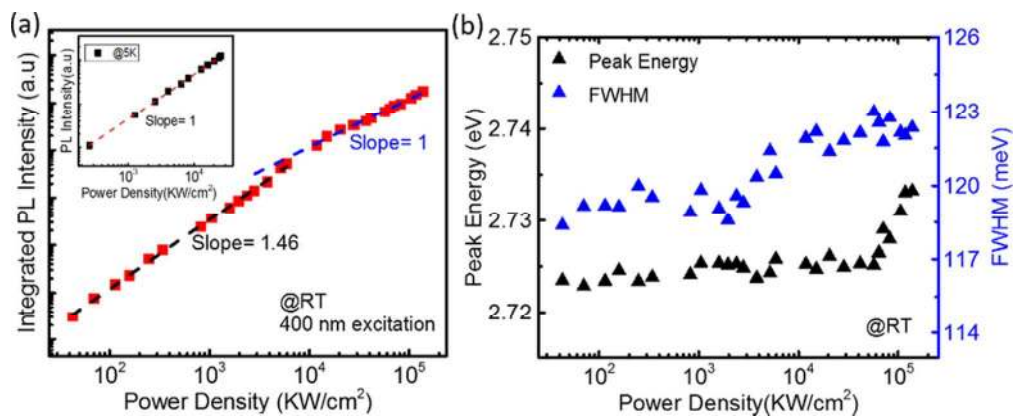 (a)
@5K
PL Intensity(a.u)
Slope= 1
10³
10⁴
Power Density(KW/cm²)
Integrated PL Intensity (a.u)
Slope= 1
Slope= 1.46
@RT
400 nm excitation
10² 10³ 10⁴ 10⁵
Power Density (KW/cm²)
(b)
2.75
2.74
2.73
2.72
Peak Energy (eV)
Peak Energy
FWHM
@RT
126
123
120
117
114
FWHM (meV)
10² 10³ 10⁴ 10⁵
Power Density(KW/cm²)